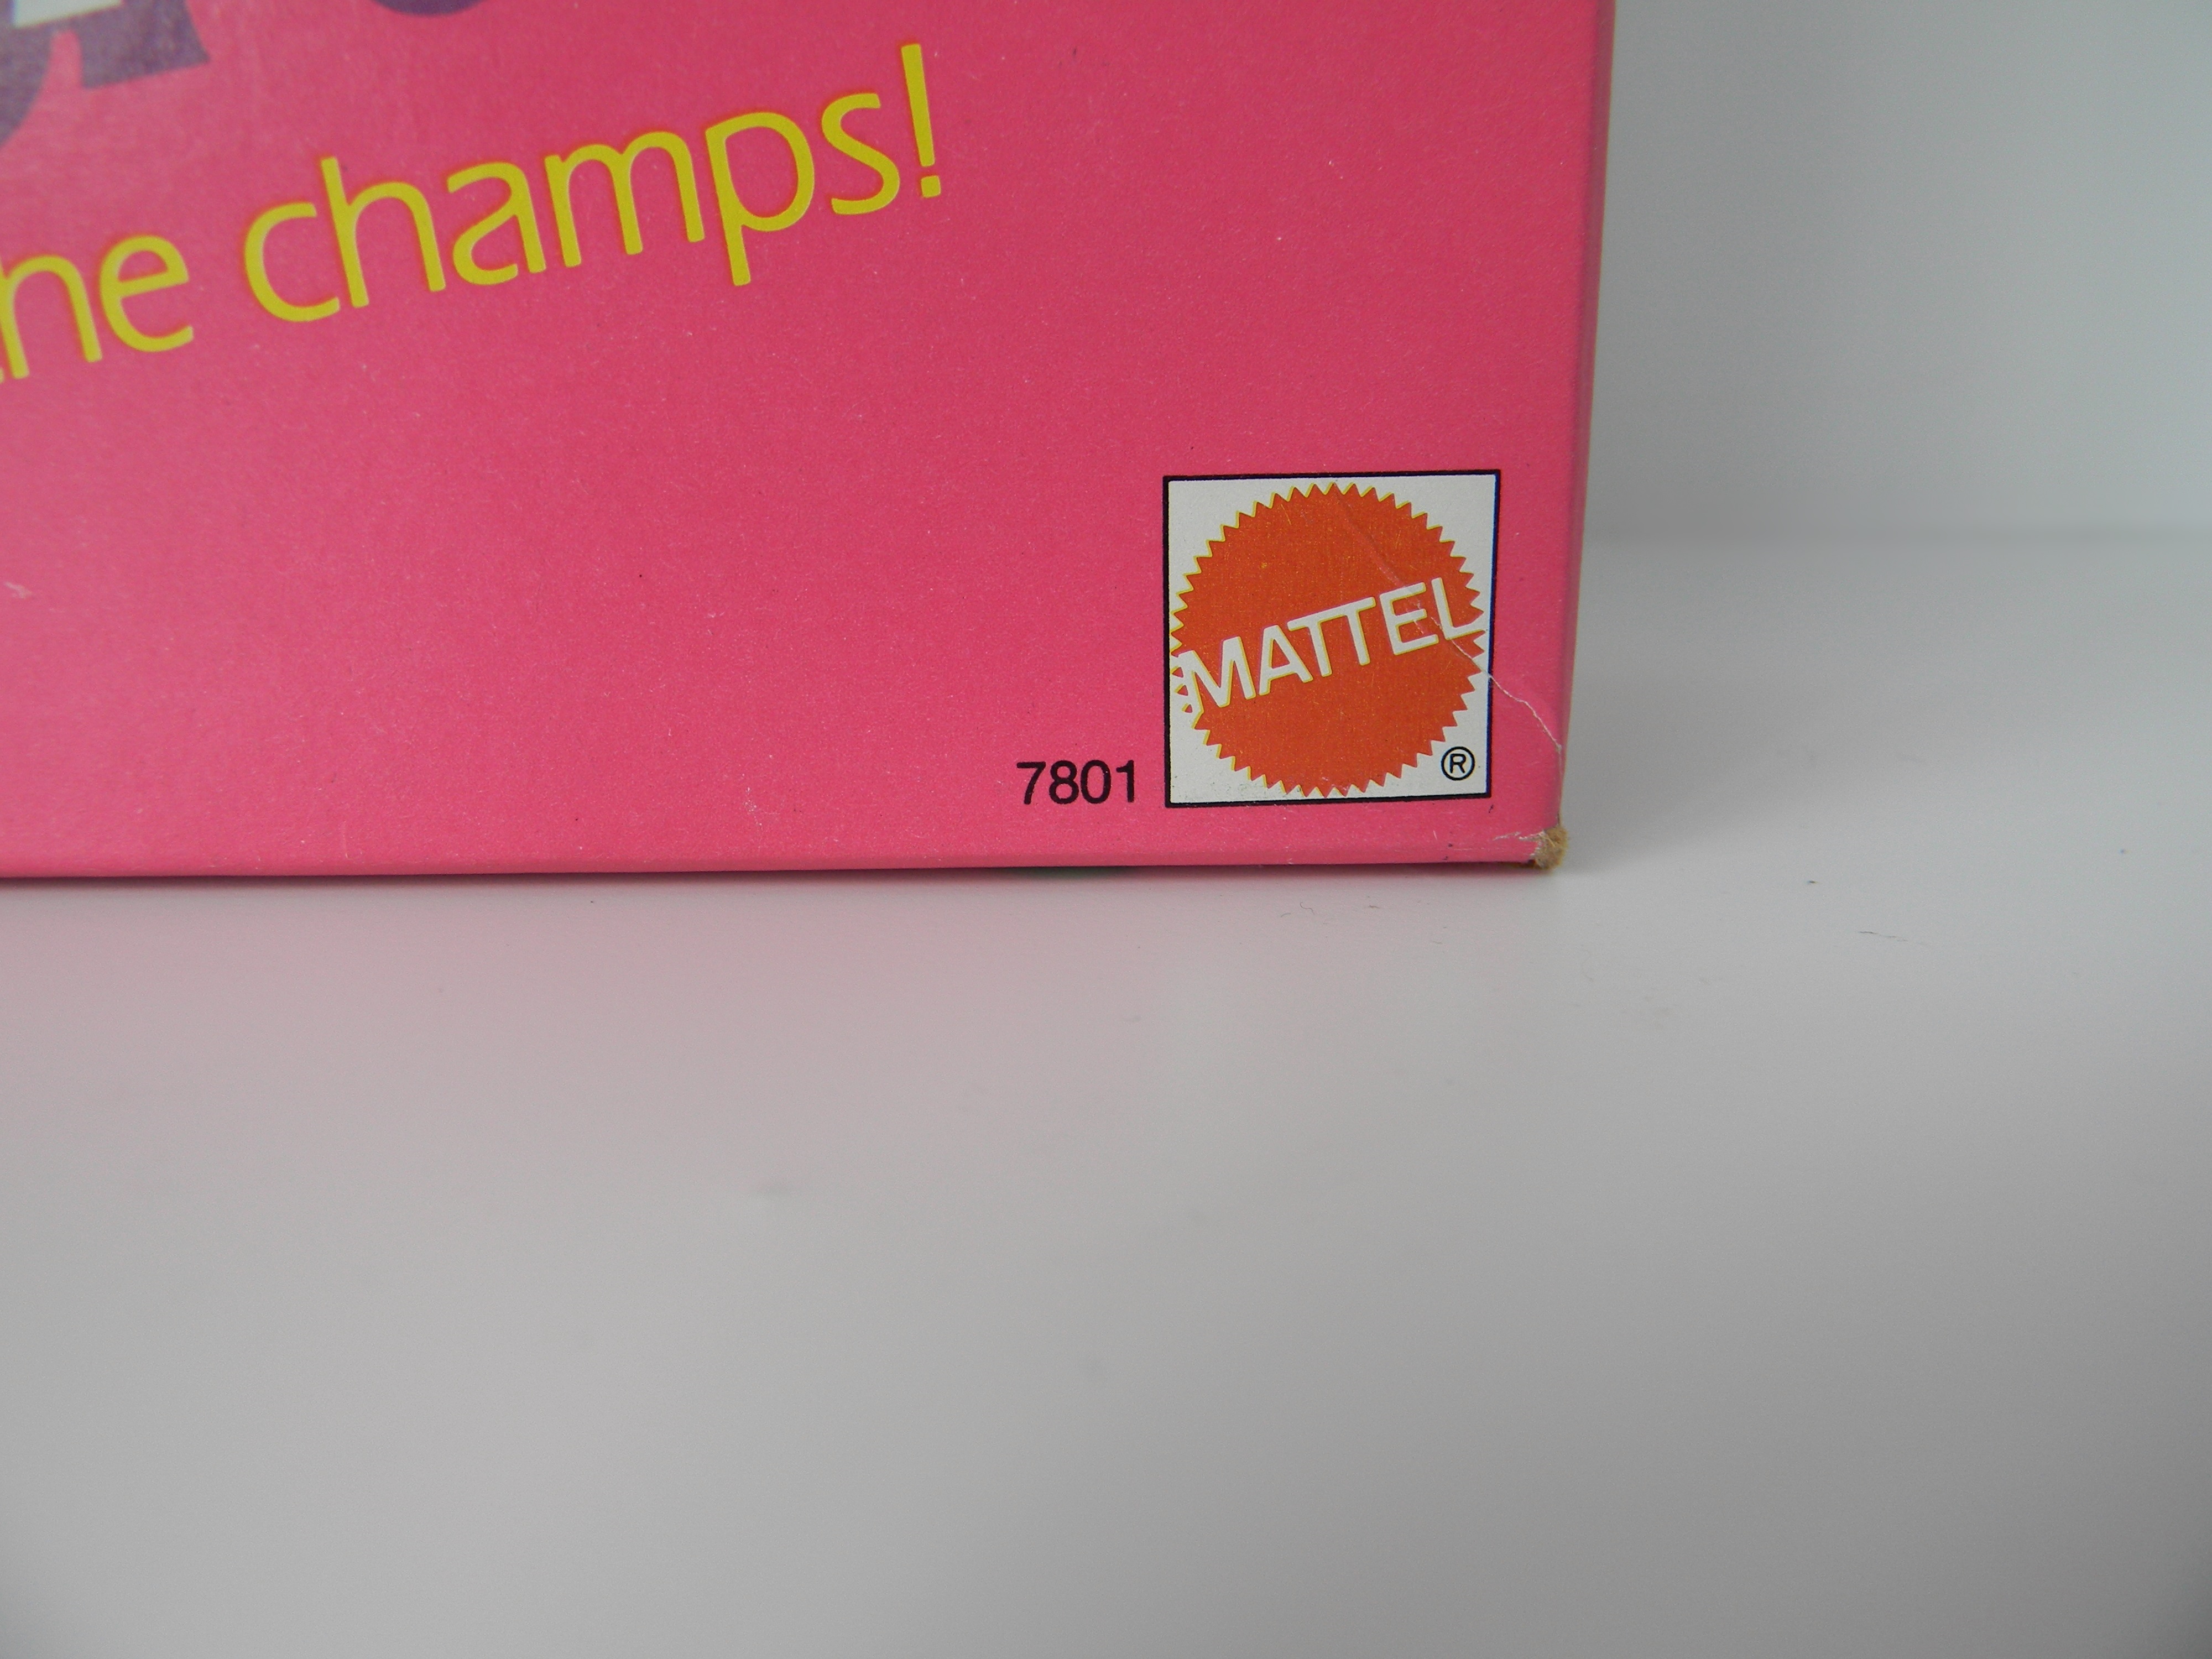 he champs!
MATTEL
7801 ®